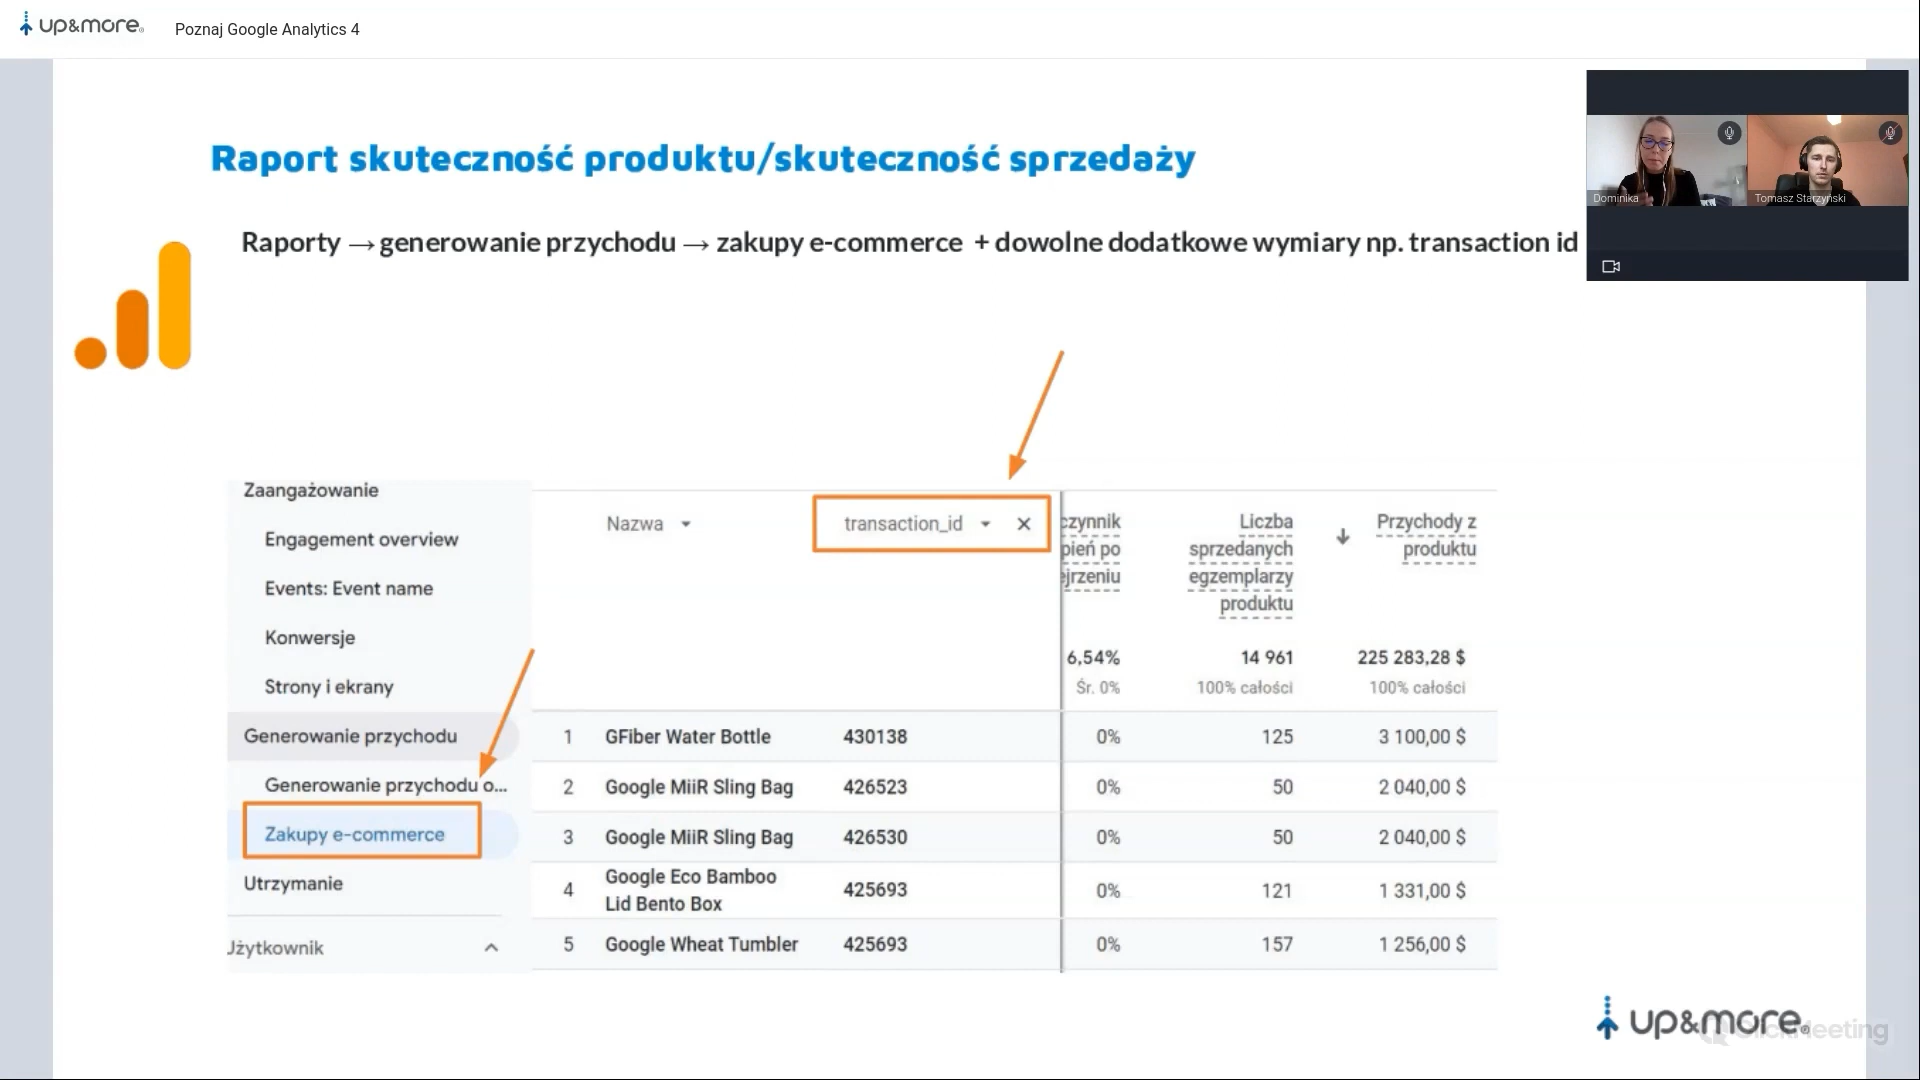 up&more
Poznaj Google Analytics 4
Raport skuteczność produktu/skuteczność sprzedaży
Raporty → generowanie przychodu → zakupy e-commerce + dowolne dodatkowe wymiary np. transaction id
Dominika
Tomasz Starzyński
Zaangażowanie
Engagement overview
Events: Event name
Konwersje
Strony i ekrany
Generowanie przychodu
Generowanie przychodu o...
Zakupy e-commerce
Utrzymanie
Użytkownik
Nazwa
transaction_id
czynnik
pień po
ejrzeniu
Liczba
sprzedanych
egzemplarzy
produktu
Przychody z
produktu
6,54% 14 961 225 283,28 $
Śr. 0% 100% całości 100% całości
1 GFiber Water Bottle 430138 0% 125 3 100,00 $
2 Google MiiR Sling Bag 426523 0% 50 2 040,00 $
3 Google MiiR Sling Bag 426530 0% 50 2 040,00 $
4 Google Eco Bamboo
Lid Bento Box 425693 0% 121 1 331,00 $
5 Google Wheat Tumbler 425693 0% 157 1 256,00 $
up&more
ClickMeeting